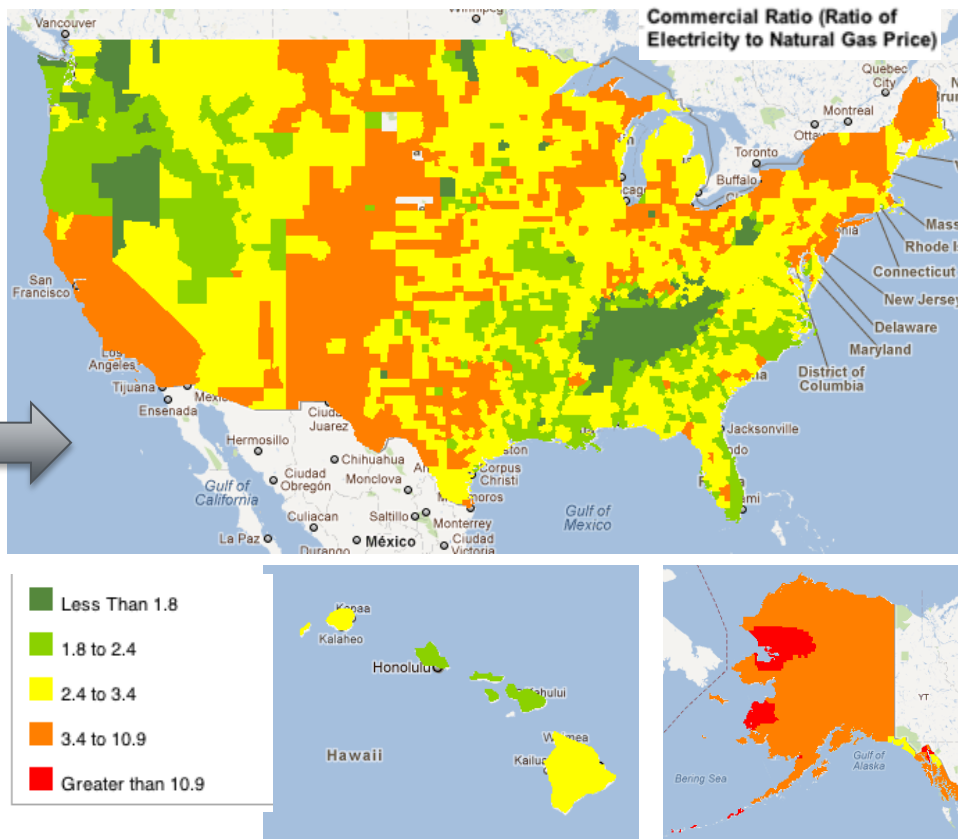 Commercial Ratio (Ratio of
Electricity to Natural Gas Price)
Vancouver
Winnipeg
Quebec
City
Montreal
Toronto
Buffalo
Mass
Rhode Is
Connecticut
New Jersey
Delaware
Maryland
District of
Columbia
San
Francisco
Los
Angeles
Tijuana
Ensenada
Ciudad
Juarez
Hermosillo
Chihuahua
Ciudad
Obregón
Monclova
Gulf of
California
Culiacan
Saltillo
Monterrey
La Paz
Durango
México
Ciudad
Victoria
Corpus
Christi
Gulf of
Mexico
Jacksonville
Less Than 1.8
1.8 to 2.4
2.4 to 3.4
3.4 to 10.9
Greater than 10.9
Kapaa
Kalaheo
Honolulu
Kahului
Hawaii
Waimea
Kailua
YT
Gulf of
Alaska
Bering Sea